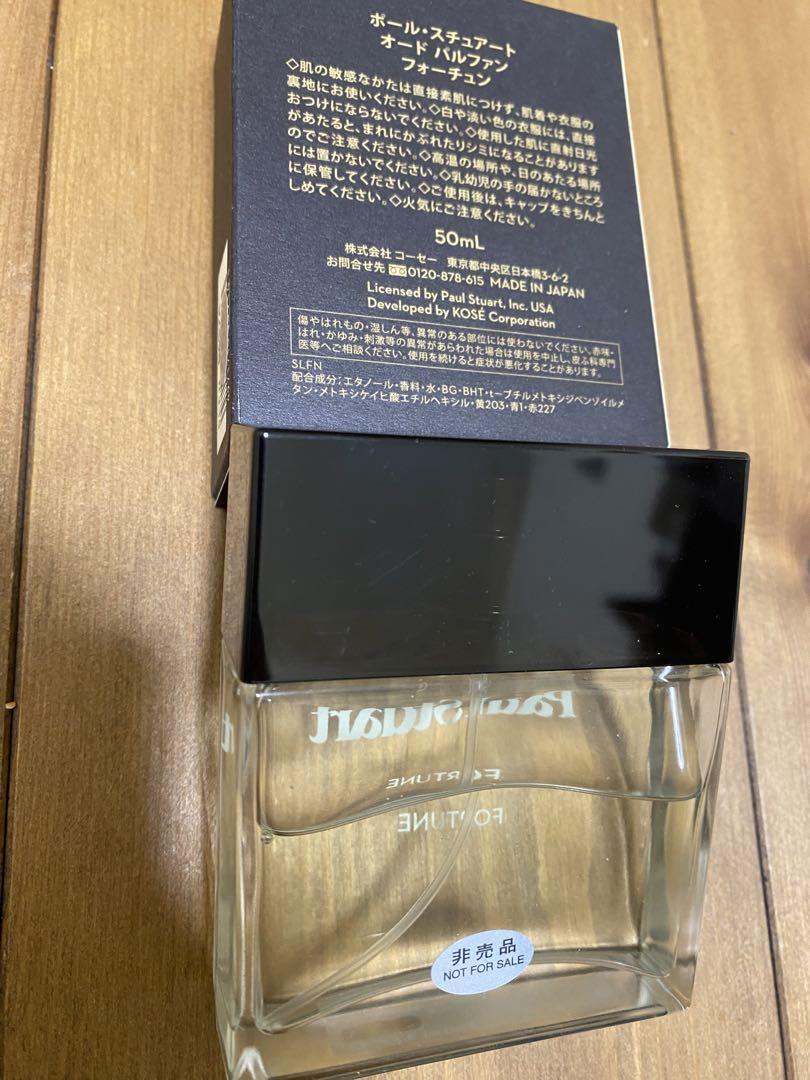 ポール・スチュアート
オード パルファン
フォーチュン
◇肌の敏感なかたは直接素肌につけず、肌着や衣服の
裏地にお使いください。◇白や淡い色の衣服には、直接
おつけにならないでください。◇使用した肌に直射日光
があたると、まれにかぶれたりシミになることがあります
のでご注意ください。◇高温の場所や、日のあたる場所
には置かないでください。◇乳幼児の手の届かないところ
に保管してください。◇ご使用後は、キャップをきちんと
しめてください。◇火気にご注意ください。
50mL
株式会社 コーセー 東京都中央区日本橋3-6-2
お問合せ先 0120-878-615 MADE IN JAPAN
Licensed by Paul Stuart, Inc. USA
Developed by KOSÉ Corporation
傷やはれもの・湿しん等、異常のある部位には使わないでください。赤味・
はれ・かゆみ・刺激等の異常があらわれた場合は使用を中止し、皮ふ科専門
医等へご相談ください。使用を続けると症状が悪化することがあります。
SLFN
配合成分：エタノール・香料・水・BG・BHT・t-ブチルメトキシジベンゾイルメ
タン・メトキシケイヒ酸エチルヘキシル・黄203・青1・赤227
Paul Stuart
FORTUNE
FORTUNE
非売品
NOT FOR SALE